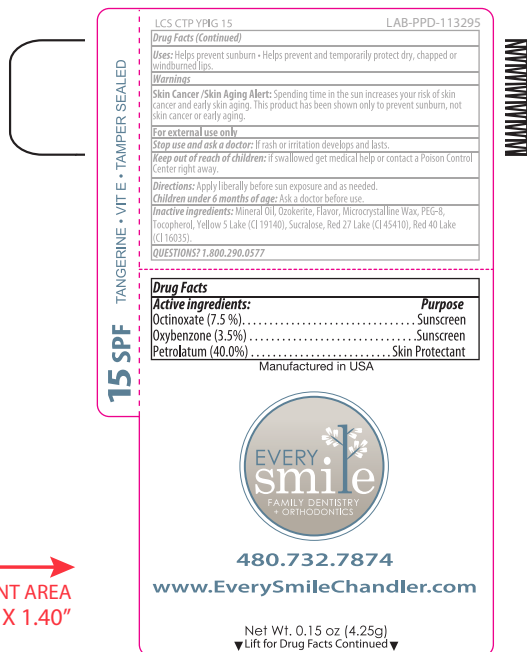 LCS CTP YPIG 15
LAB-PPD-113295
Drug Facts (Continued)
Uses: Helps prevent sunburn • Helps prevent and temporarily protect dry, chapped or
windburned lips.
Warnings
Skin Cancer /Skin Aging Alert: Spending time in the sun increases your risk of skin
cancer and early skin aging. This product has been shown only to prevent sunburn, not
skin cancer or early aging.
For external use only
Stop use and ask a doctor: If rash or irritation develops and lasts.
Keep out of reach of children: if swallowed get medical help or contact a Poison Control
Center right away.
Directions: Apply liberally before sun exposure and as needed.
Children under 6 months of age: Ask a doctor before use.
Inactive ingredients: Mineral Oil, Ozokerite, Flavor, Microcrystalline Wax, PEG-8,
Tocopherol, Yellow 5 Lake (Cl 19140), Sucralose, Red 27 Lake (Cl 45410), Red 40 Lake
(Cl 16035).
QUESTIONS? 1.800.290.0577
15 SPF TANGERINE • VIT E • TAMPER SEALED
Drug Facts
Active ingredients: Purpose
Octinoxate (7.5 %)................................Sunscreen
Oxybenzone (3.5%)..............................Sunscreen
Petrolatum (40.0%)..........................Skin Protectant
Manufactured in USA
EVERY
smile
FAMILY DENTISTRY
+ ORTHODONTICS
480.732.7874
www.EverySmileChandler.com
NT AREA
X 1.40"
Net Wt. 0.15 oz (4.25g)
▼Lift for Drug Facts Continued▼